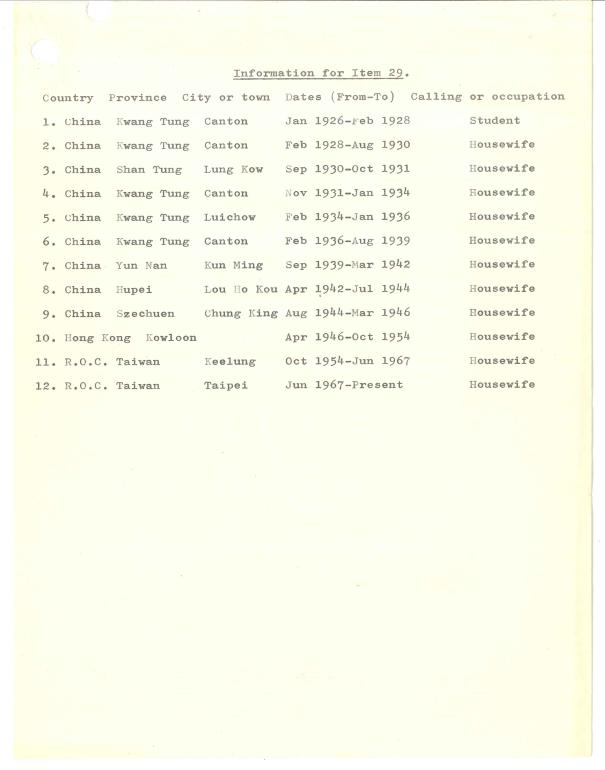 Information for Item 29.
Country Province City or town Dates (From-To) Calling or occupation
1. China Kwang Tung Canton Jan 1926-Feb 1928 Student
2. China Kwang Tung Canton Feb 1928-Aug 1930 Housewife
3. China Shan Tung Lung Kow Sep 1930-Oct 1931 Housewife
4. China Kwang Tung Canton Nov 1931-Jan 1934 Housewife
5. China Kwang Tung Luichow Feb 1934-Jan 1936 Housewife
6. China Kwang Tung Canton Feb 1936-Aug 1939 Housewife
7. China Yun Nan Kun Ming Sep 1939-Mar 1942 Housewife
8. China Hupei Lou Ho Kou Apr 1942-Jul 1944 Housewife
9. China Szechuen Chung King Aug 1944-Mar 1946 Housewife
10. Hong Kong Kowloon Apr 1946-Oct 1954 Housewife
11. R.O.C. Taiwan Keelung Oct 1954-Jun 1967 Housewife
12. R.O.C. Taiwan Taipei Jun 1967-Present Housewife